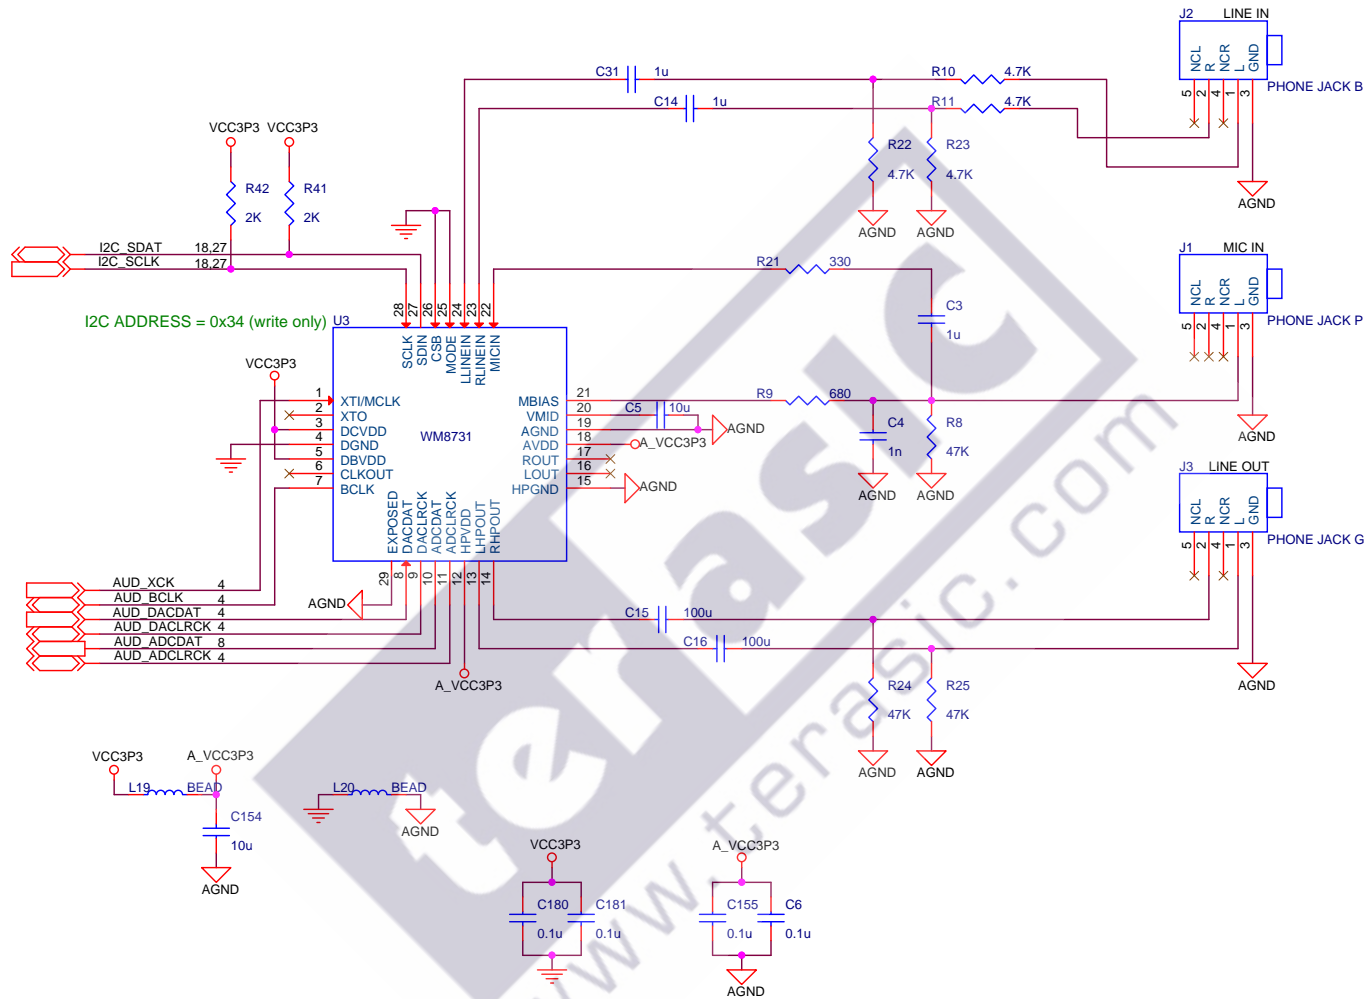 J2 LINE IN
NCL R NCR L GND
5 2 4 1 3
PHONE JACK B
C31 1u
R10 4.7K
C14 1u
R11 4.7K
VCC3P3 VCC3P3
R22
4.7K
R23
4.7K
R42
2K
R41
2K
AGND
AGND AGND
I2C_SDAT 18,27
I2C_SCLK 18,27
J1 MIC IN
NCL R NCR L GND
5 2 4 1 3
PHONE JACK P
R21 330
C3
1u
I2C ADDRESS = 0x34 (write only)
U3
28 27 26 25 24 23 22
SCLK SDIN CSB MODE LLINEIN RLINEIN MICIN
VCC3P3
1 XTI/MCLK
2 XTO
3 DCVDD
4 DGND
5 DBVDD
6 CLKOUT
7 BCLK
WM8731
MBIAS 21
VMID 20
AGND 19
AVDD 18
ROUT 17
LOUT 16
HPGND 15
R9 680
C5 10u
AGND
A_VCC3P3
AGND
C4
1n
R8
47K
AGND AGND
AGND
J3 LINE OUT
NCL R NCR L GND
5 2 4 1 3
PHONE JACK G
EXPOSED DACDAT DACLRCK ADCDAT ADCLRCK HPVDD LHPOUT RHPOUT
29 8 9 10 11 12 13 14
AUD_XCK 4
AUD_BCLK 4
AUD_DACDAT 4
AUD_DACLRCK 4
AUD_ADCDAT 8
AUD_ADCLRCK 4
AGND
A_VCC3P3
C15 100u
C16 100u
R24
47K
R25
47K
AGND
AGND AGND
VCC3P3
A_VCC3P3
L19 BEAD
C154
10u
AGND
L20 BEAD
AGND
VCC3P3
C180
0.1u
C181
0.1u
A_VCC3P3
C155
0.1u
C6
0.1u
AGND
terasic
www.terasic.com